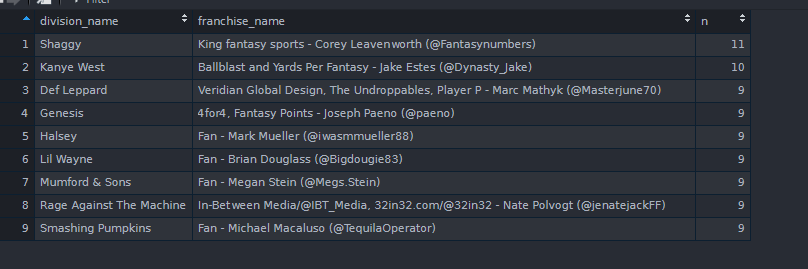 Filter
division_name franchise_name n
1 Shaggy King fantasy sports - Corey Leavenworth (@Fantasynumbers) 11
2 Kanye West Ballblast and Yards Per Fantasy - Jake Estes (@Dynasty_Jake) 10
3 Def Leppard Veridian Global Design, The Undroppables, Player P - Marc Mathyk (@Masterjune70) 9
4 Genesis 4for4, Fantasy Points - Joseph Paeno (@paeno) 9
5 Halsey Fan - Mark Mueller (@iwasmmueller88) 9
6 Lil Wayne Fan - Brian Douglass (@Bigdougie83) 9
7 Mumford & Sons Fan - Megan Stein (@Megs.Stein) 9
8 Rage Against The Machine In-Between Media/@IBT_Media, 32in32.com/@32in32 - Nate Polvogt (@jenatejackFF) 9
9 Smashing Pumpkins Fan - Michael Macaluso (@TequilaOperator) 9